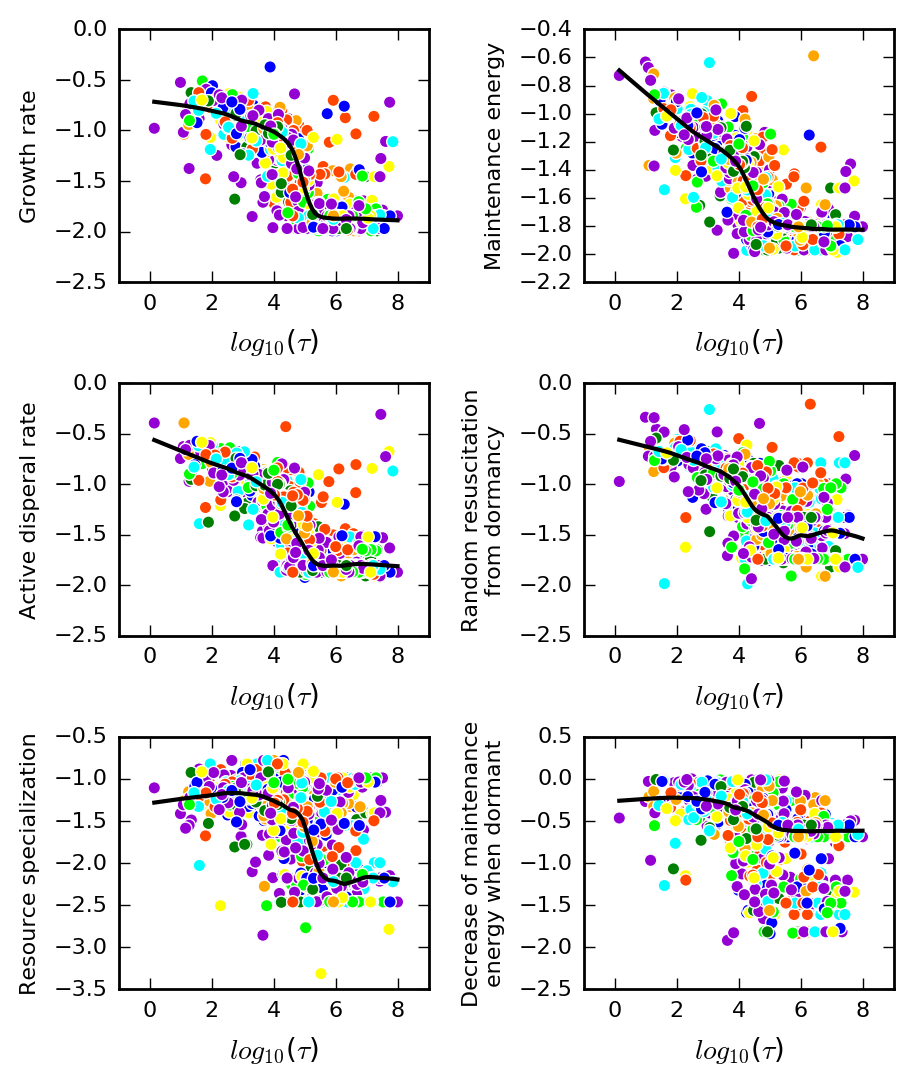 Growth rate
0.0
−0.5
−1.0
−1.5
−2.0
−2.5
0 2 4 6 8
log10(τ)
Maintenance energy
−0.4
−0.6
−0.8
−1.0
−1.2
−1.4
−1.6
−1.8
−2.0
−2.2
0 2 4 6 8
log10(τ)
Active disperal rate
0.0
−0.5
−1.0
−1.5
−2.0
−2.5
0 2 4 6 8
log10(τ)
Random resuscitation
from dormancy
0.0
−0.5
−1.0
−1.5
−2.0
−2.5
0 2 4 6 8
log10(τ)
Resource specialization
−0.5
−1.0
−1.5
−2.0
−2.5
−3.0
−3.5
0 2 4 6 8
log10(τ)
Decrease of maintenance
energy when dormant
0.5
0.0
−0.5
−1.0
−1.5
−2.0
−2.5
0 2 4 6 8
log10(τ)